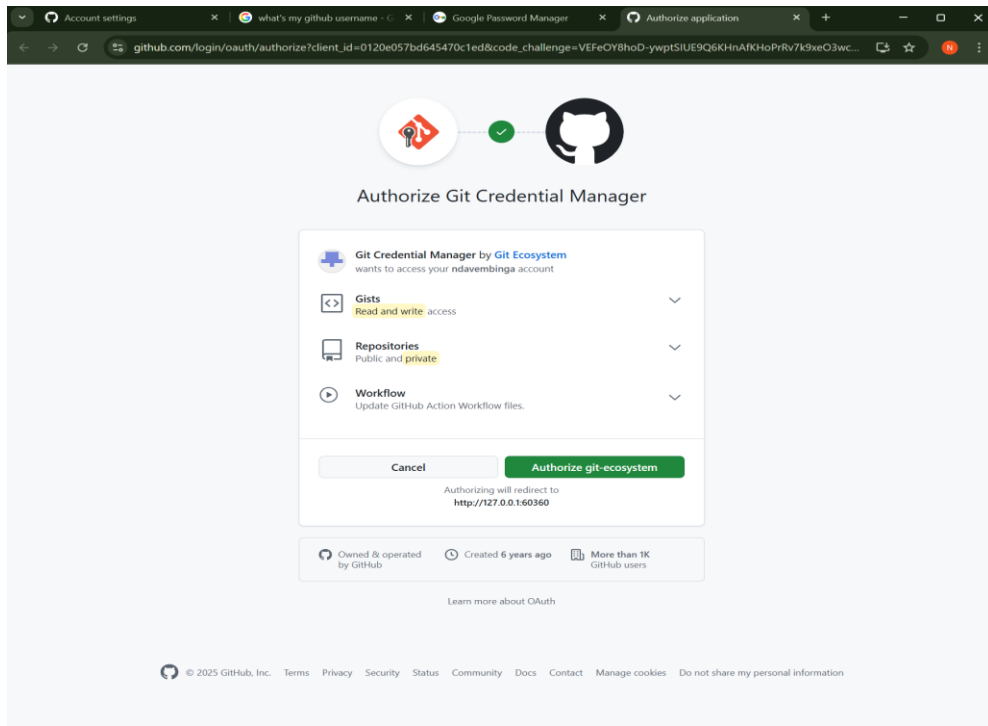 Account settings
what's my github username - G
Google Password Manager
Authorize application
github.com/login/oauth/authorize?client_id=0120e057bd645470c1ed&code_challenge=VEFeOY8hoD-ywptSIUE9Q6KHnAfKHoPrRv7k9xeO3wc...
N
Authorize Git Credential Manager
Git Credential Manager by Git Ecosystem
wants to access your ndavembinga account
Gists
Read and write access
Repositories
Public and private
Workflow
Update GitHub Action Workflow files.
Cancel
Authorize git-ecosystem
Authorizing will redirect to
http://127.0.0.1:60360
Owned & operated
by GitHub
Created 6 years ago
More than 1K
GitHub users
Learn more about OAuth
© 2025 GitHub, Inc. Terms Privacy Security Status Community Docs Contact Manage cookies Do not share my personal information